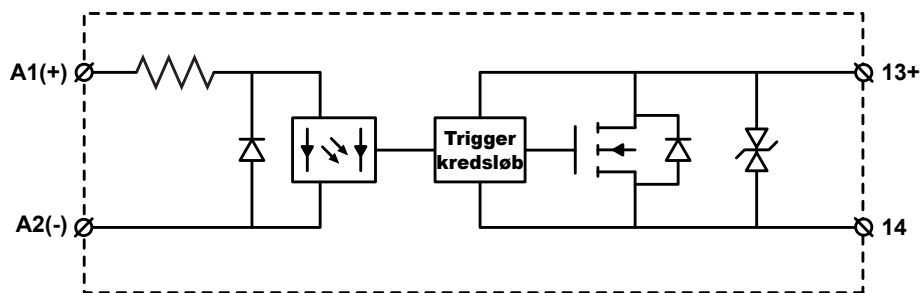 A1(+)
13+
Trigger
kredsløb
A2(-)
14